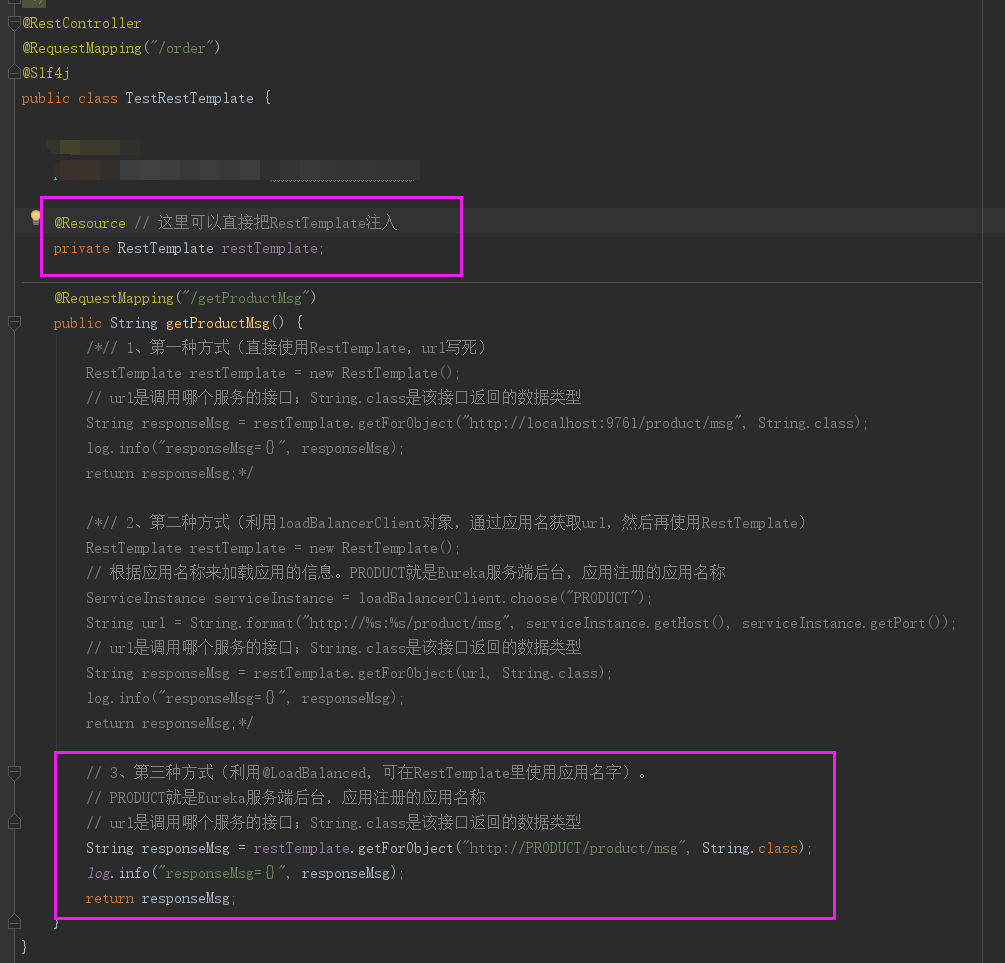 @RestController
@RequestMapping("/order")
@Slf4j
public class TestRestTemplate {
@Resource // 这里可以直接把RestTemplate注入
private RestTemplate restTemplate;
@RequestMapping("/getProductMsg")
public String getProductMsg() {
/*// 1、第一种方式（直接使用RestTemplate，url写死）
RestTemplate restTemplate = new RestTemplate();
// url是调用哪个服务的接口；String.class是该接口返回的数据类型
String responseMsg = restTemplate.getForObject("http://localhost:9761/product/msg", String.class);
log.info("responseMsg={}", responseMsg);
return responseMsg;*/
/*// 2、第二种方式（利用loadBalancerClient对象，通过应用名获取url，然后再使用RestTemplate）
RestTemplate restTemplate = new RestTemplate();
// 根据应用名称来加载应用的信息。PRODUCT就是Eureka服务端后台，应用注册的应用名称
ServiceInstance serviceInstance = loadBalancerClient.choose("PRODUCT");
String url = String.format("http://%s:%s/product/msg", serviceInstance.getHost(), serviceInstance.getPort());
// url是调用哪个服务的接口；String.class是该接口返回的数据类型
String responseMsg = restTemplate.getForObject(url, String.class);
log.info("responseMsg={}", responseMsg);
return responseMsg;*/
// 3、第三种方式（利用@LoadBalanced，可在RestTemplate里使用应用名字）。
// PRODUCT就是Eureka服务端后台，应用注册的应用名称
// url是调用哪个服务的接口；String.class是该接口返回的数据类型
String responseMsg = restTemplate.getForObject("http://PRODUCT/product/msg", String.class);
log.info("responseMsg={}", responseMsg);
return responseMsg;
}
}